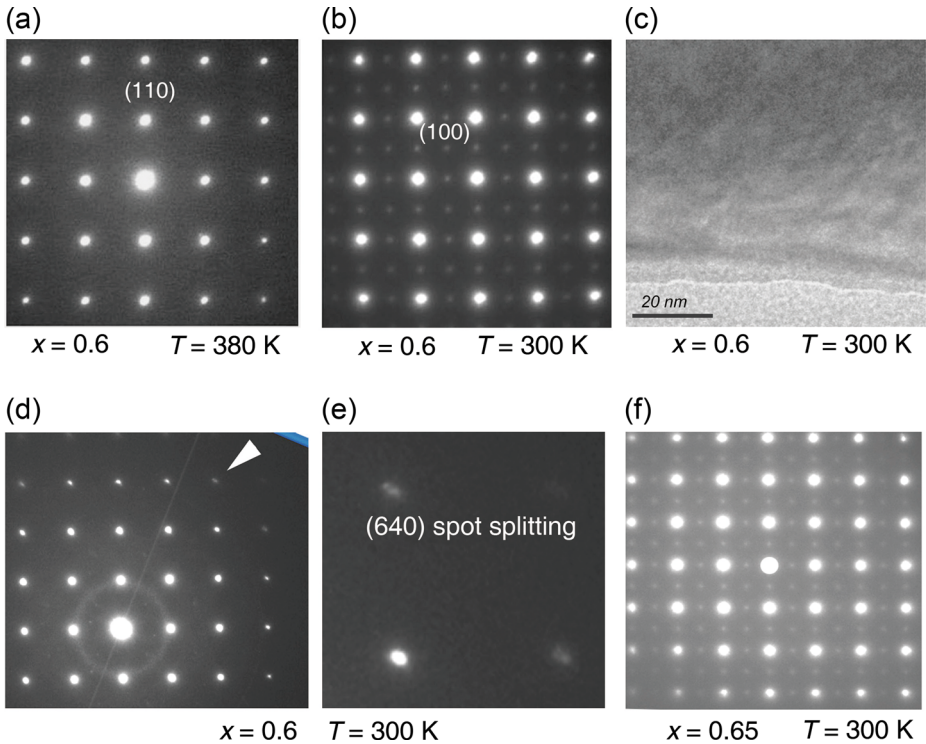 (a)
(b)
(c)
(110)
(100)
20 nm
x = 0.6 T = 380 K
x = 0.6 T = 300 K
x = 0.6 T = 300 K
(d)
(e)
(f)
(640) spot splitting
x = 0.6 T = 300 K
x = 0.65 T = 300 K